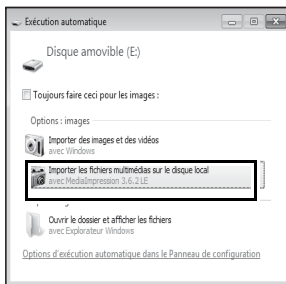 Exécution automatique
Disque amovible (E:)
Toujours faire ceci pour les images :
Options : images
Importer des images et des vidéos
avec Windows
Importer les fichiers multimédias sur le disque local
avec MediaImpression 3.6.2 LE
Ouvrir le dossier et afficher les fichiers
avec Explorateur Windows
Options d'exécution automatique dans le Panneau de configuration